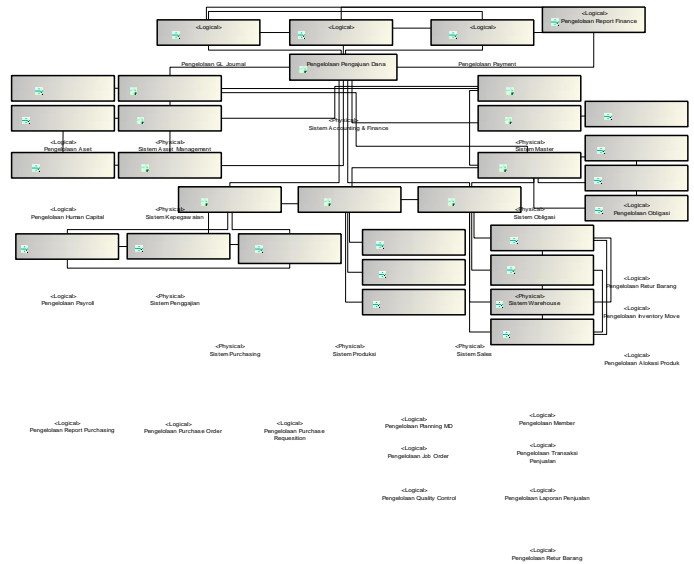 <Logical>
Pengelolaan Report Finance
<Logical>
<Logical>
<Logical>
Pengelolaan GL Journal
Pengelolaan Pengajuan Dana
Pengelolaan Payment
<Physical>
Sistem Accounting & Finance
<Logical>
Pengelolaan Aset
<Physical>
Sistem Asset Management
<Physical>
Sistem Master
<Logical>
Pengelolaan Human Capital
<Physical>
Sistem Kepegawaian
<Physical>
Sistem Obligasi
<Logical>
Pengelolaan Obligasi
<Logical>
Pengelolaan Retur Barang
<Logical>
Pengelolaan Payroll
<Physical>
Sistem Penggajian
<Physical>
Sistem Warehouse
<Logical>
Pengelolaan Inventory Move
<Physical>
Sistem Purchasing
<Physical>
Sistem Produksi
<Physical>
Sistem Sales
<Logical>
Pengelolaan Alokasi Produk
<Logical>
Pengelolaan Report Purchasing
<Logical>
Pengelolaan Purchase Order
<Logical>
Pengelolaan Purchase
Requesition
<Logical>
Pengelolaan Planning MD
<Logical>
Pengelolaan Member
<Logical>
Pengelolaan Job Order
<Logical>
Pengelolaan Transaksi
Penjualan
<Logical>
Pengelolaan Quality Control
<Logical>
Pengelolaan Laporan Penjualan
<Logical>
Pengelolaan Retur Barang